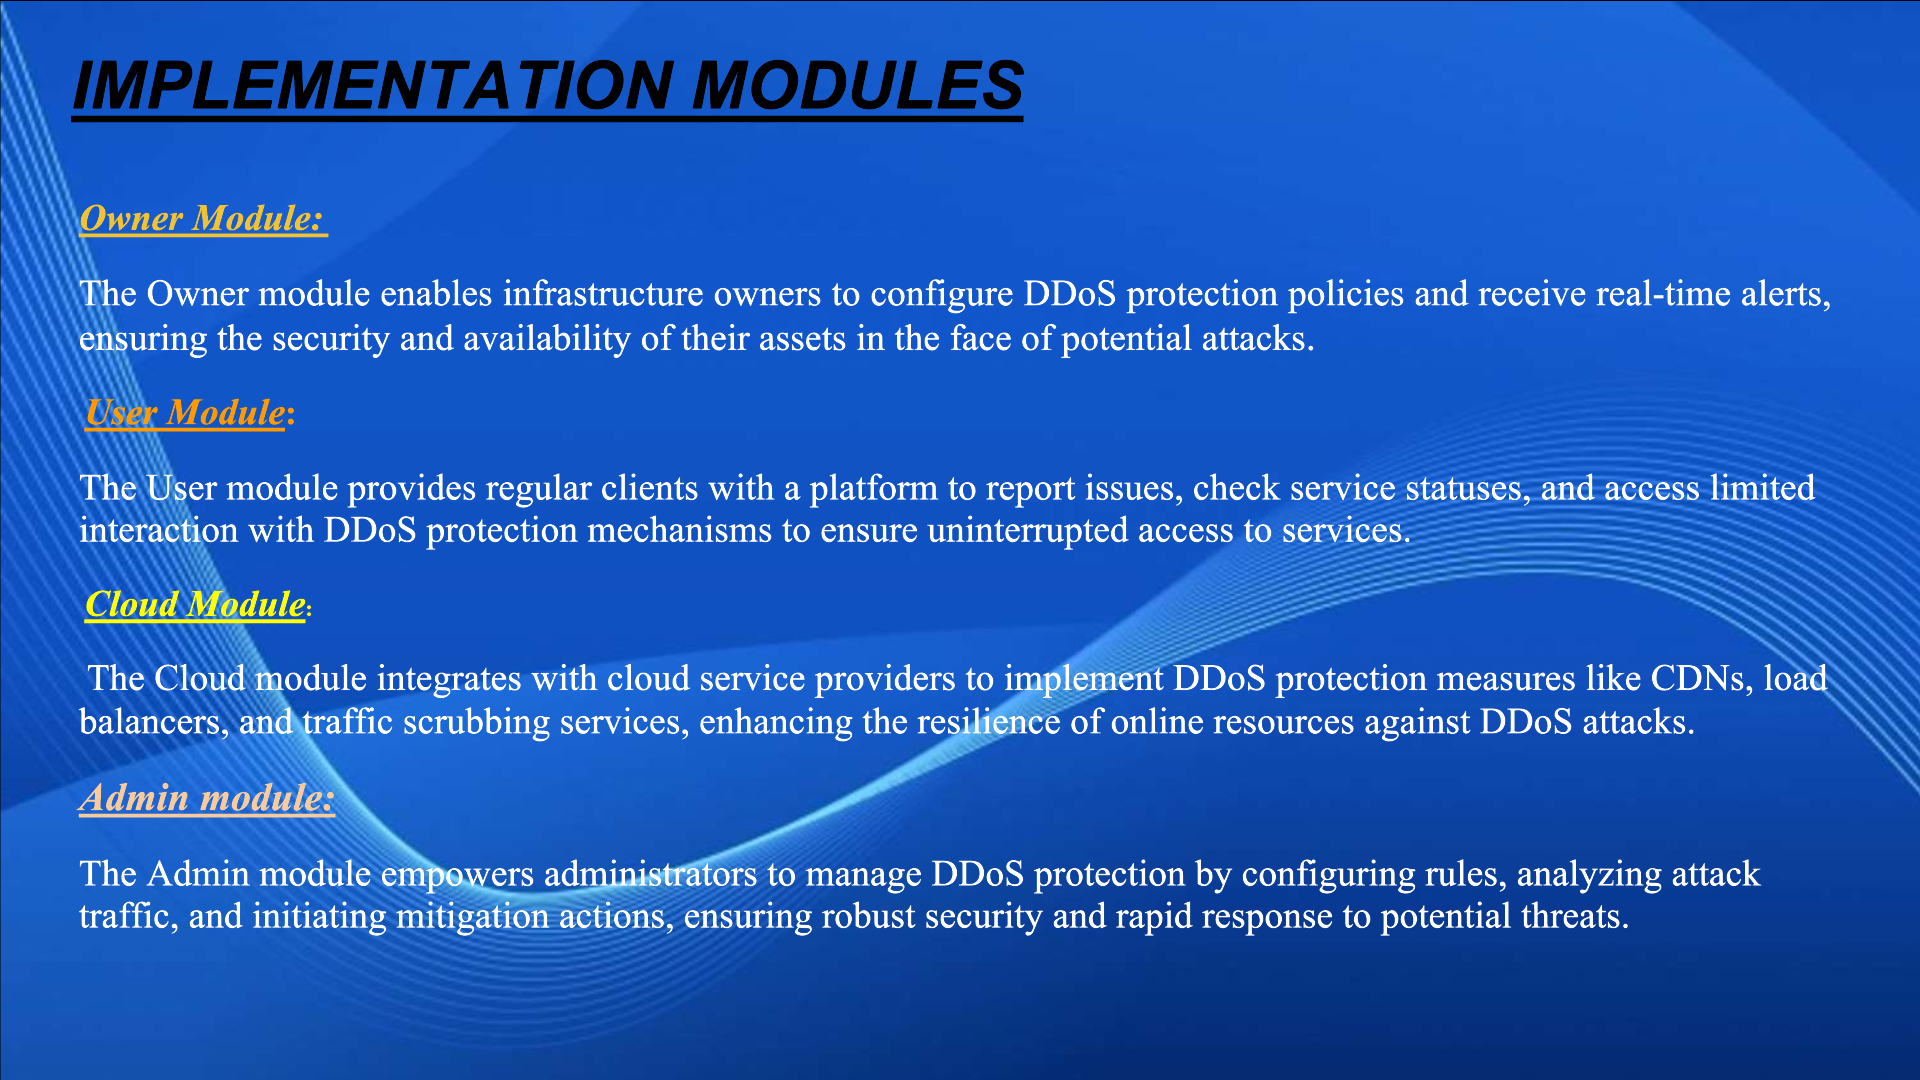 IMPLEMENTATION MODULES
Owner Module:
The Owner module enables infrastructure owners to configure DDoS protection policies and receive real-time alerts,
ensuring the security and availability of their assets in the face of potential attacks.
User Module:
The User module provides regular clients with a platform to report issues, check service statuses, and access limited
interaction with DDoS protection mechanisms to ensure uninterrupted access to services.
Cloud Module:
The Cloud module integrates with cloud service providers to implement DDoS protection measures like CDNs, load
balancers, and traffic scrubbing services, enhancing the resilience of online resources against DDoS attacks.
Admin module:
The Admin module empowers administrators to manage DDoS protection by configuring rules, analyzing attack
traffic, and initiating mitigation actions, ensuring robust security and rapid response to potential threats.